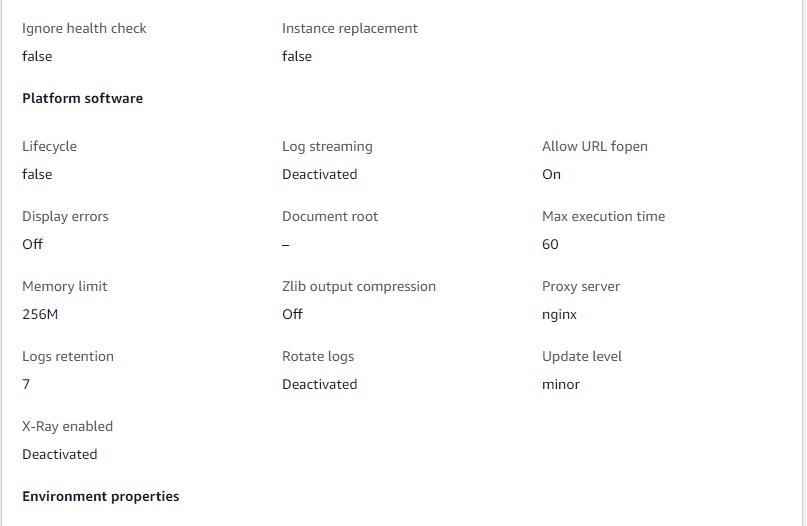 Ignore health check Instance replacement
false false
Platform software
Lifecycle Log streaming Allow URL fopen
false Deactivated On
Display errors Document root Max execution time
Off – 60
Memory limit Zlib output compression Proxy server
256M Off nginx
Logs retention Rotate logs Update level
7 Deactivated minor
X-Ray enabled
Deactivated
Environment properties